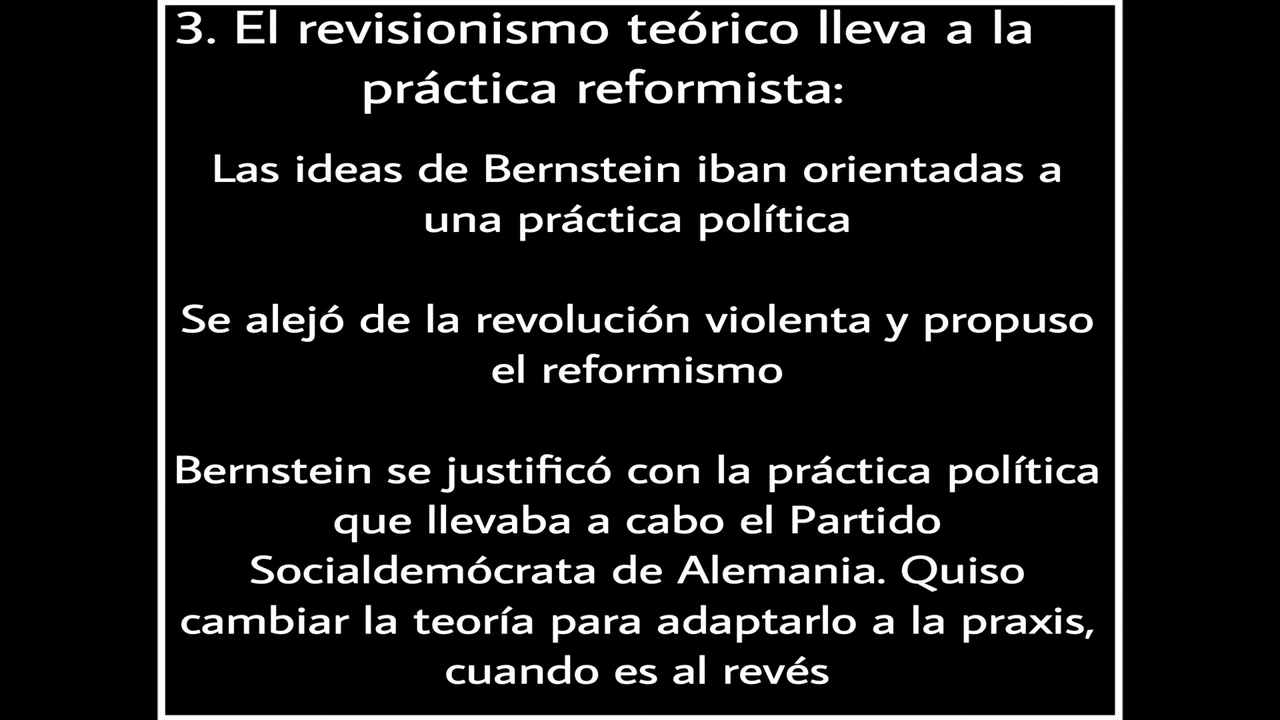 3. El revisionismo teórico lleva a la
práctica reformista:
Las ideas de Bernstein iban orientadas a
una práctica política
Se alejó de la revolución violenta y propuso
el reformismo
Bernstein se justificó con la práctica política
que llevaba a cabo el Partido
Socialdemócrata de Alemania. Quiso
cambiar la teoría para adaptarlo a la praxis,
cuando es al revés